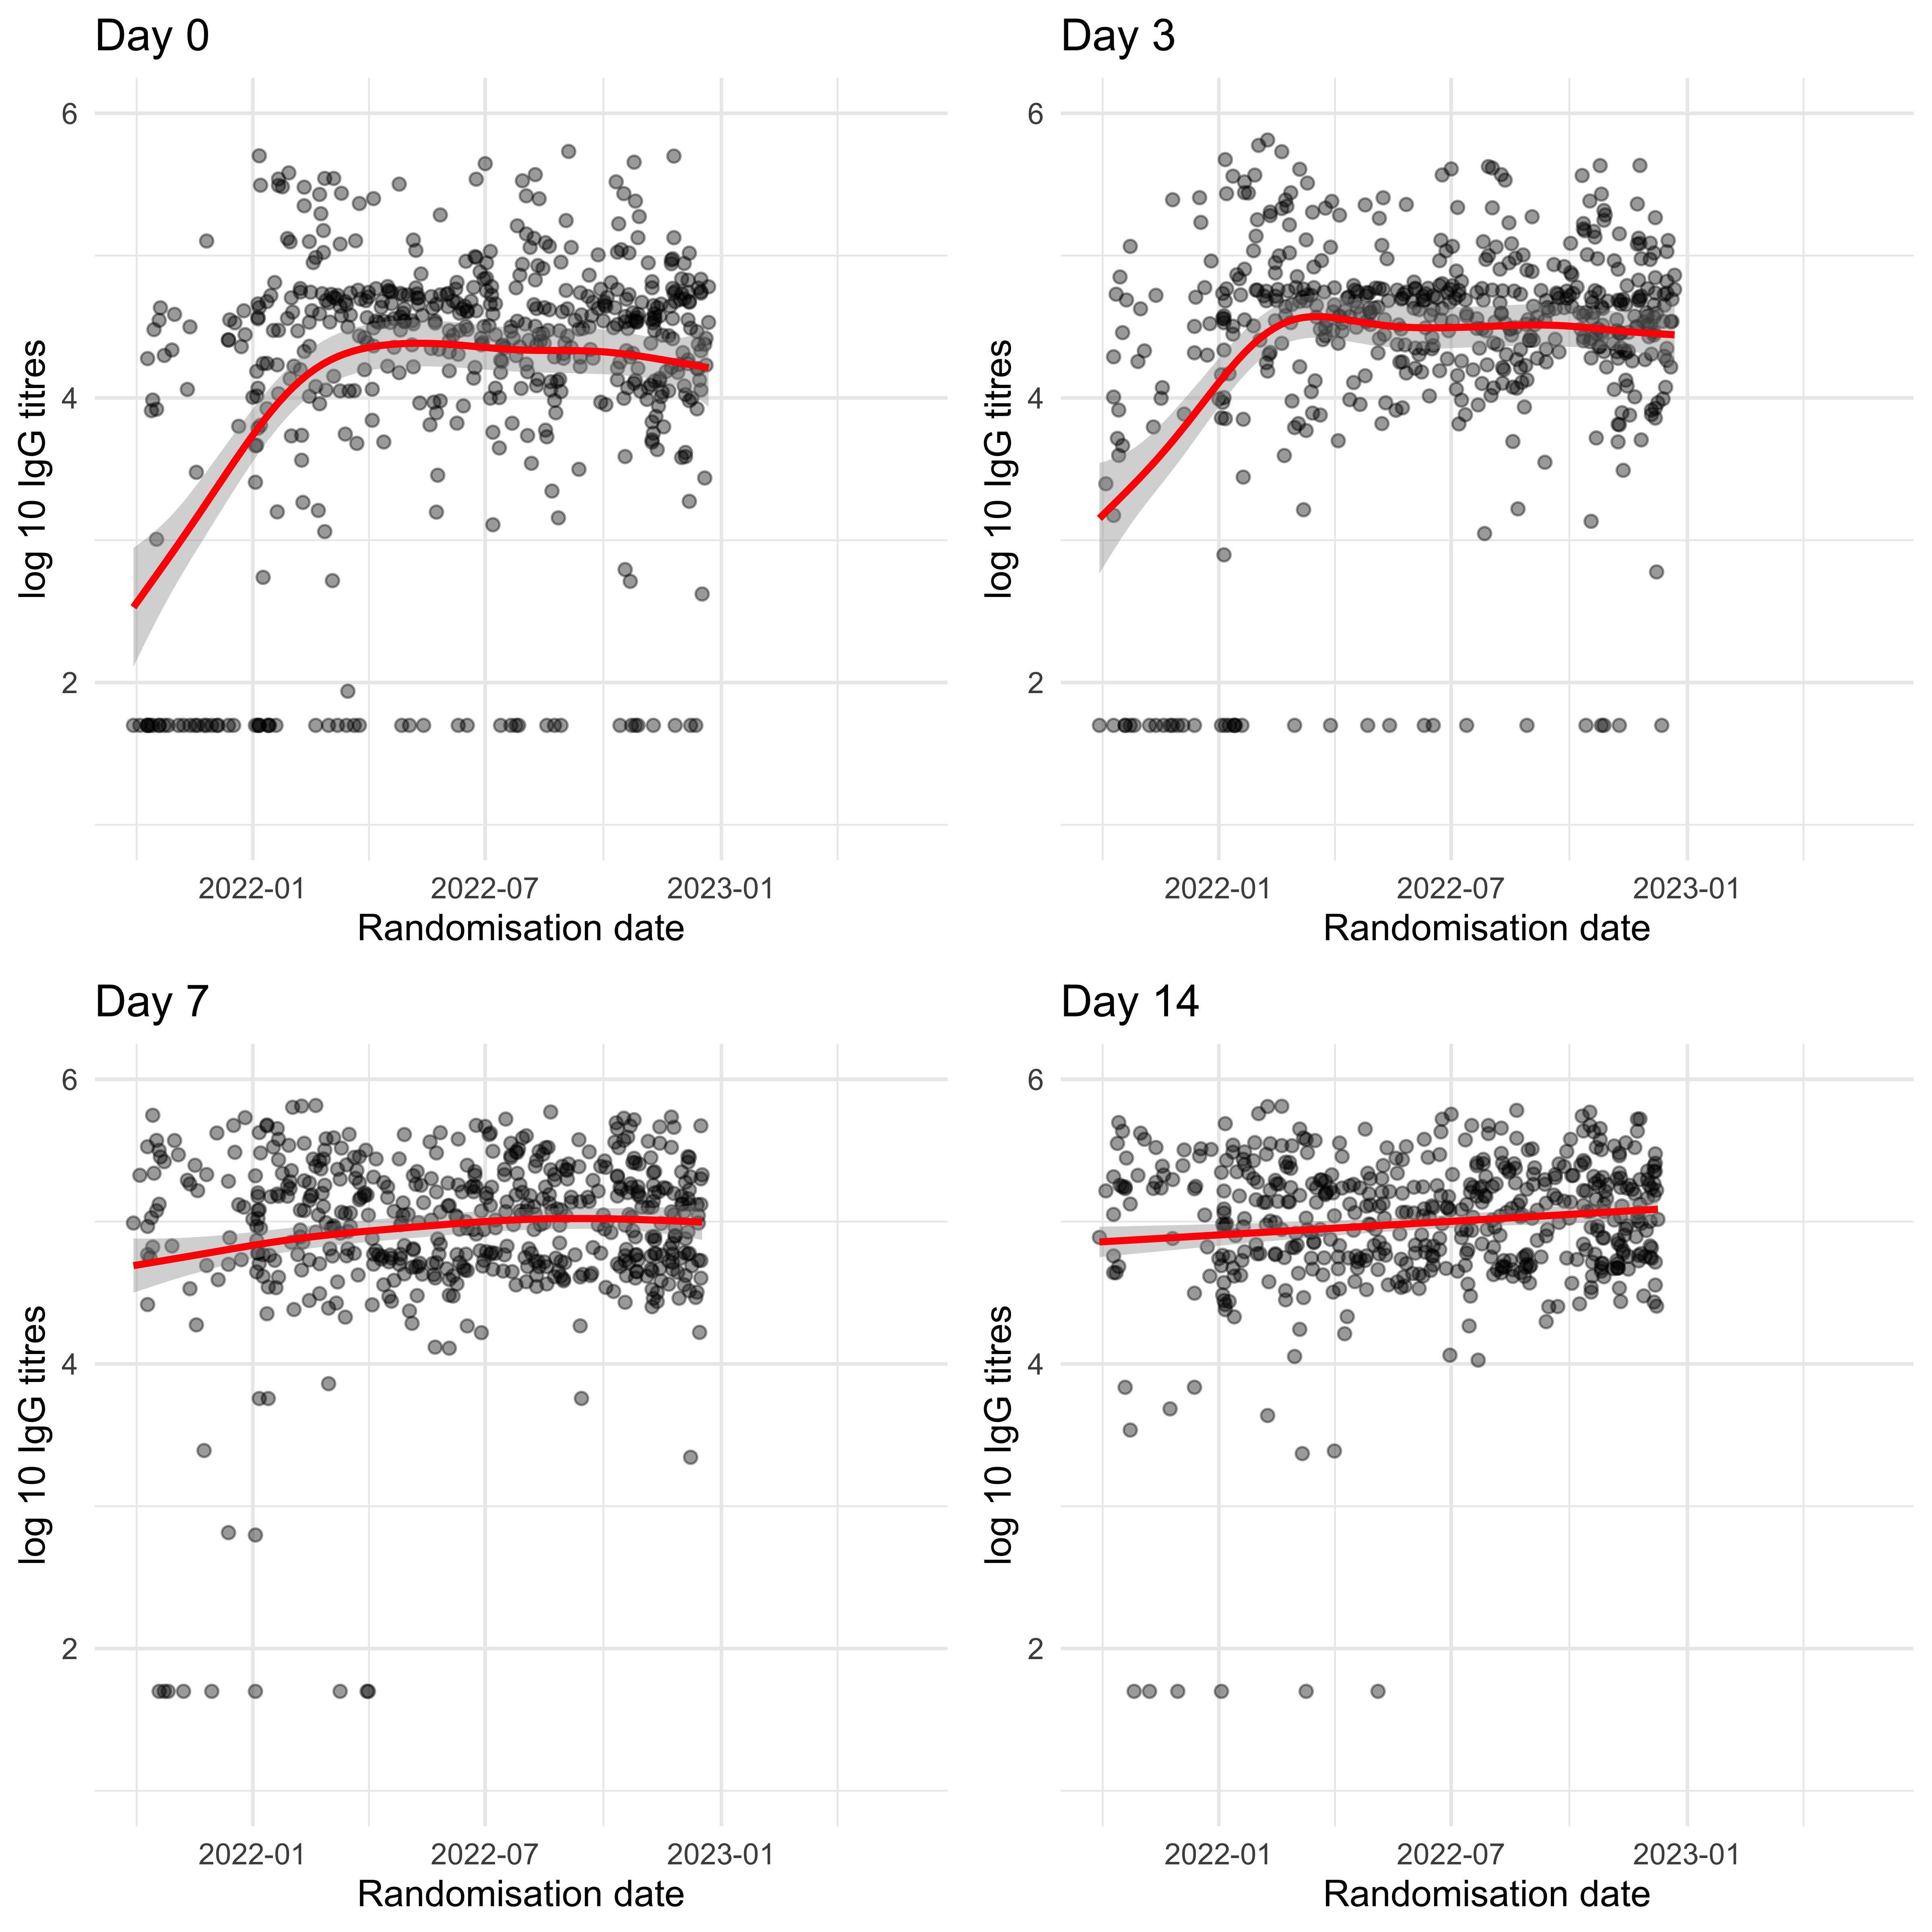 Day 0
6
4
2
log 10 IgG titres
2022-01 2022-07 2023-01
Randomisation date
Day 3
6
4
2
log 10 IgG titres
2022-01 2022-07 2023-01
Randomisation date
Day 7
6
4
2
log 10 IgG titres
2022-01 2022-07 2023-01
Randomisation date
Day 14
6
4
2
log 10 IgG titres
2022-01 2022-07 2023-01
Randomisation date